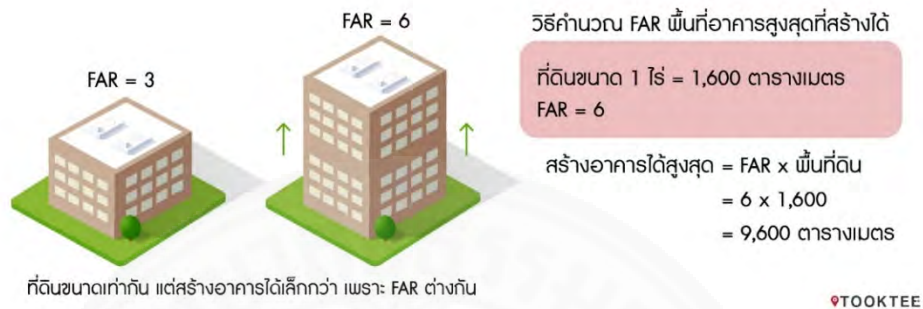 FAR = 3
FAR = 6
ที่ดินขนาดเท่ากัน แต่สร้างอาคารได้เล็กกว่า เพราะ FAR ต่างกัน
วิธีคำนวณ FAR พื้นที่อาคารสูงสุดที่สร้างได้
ที่ดินขนาด 1 ไร่ = 1,600 ตารางเมตร
FAR = 6
สร้างอาคารได้สูงสุด = FAR x พื้นที่ดิน
= 6 x 1,600
= 9,600 ตารางเมตร
TOOKTEE